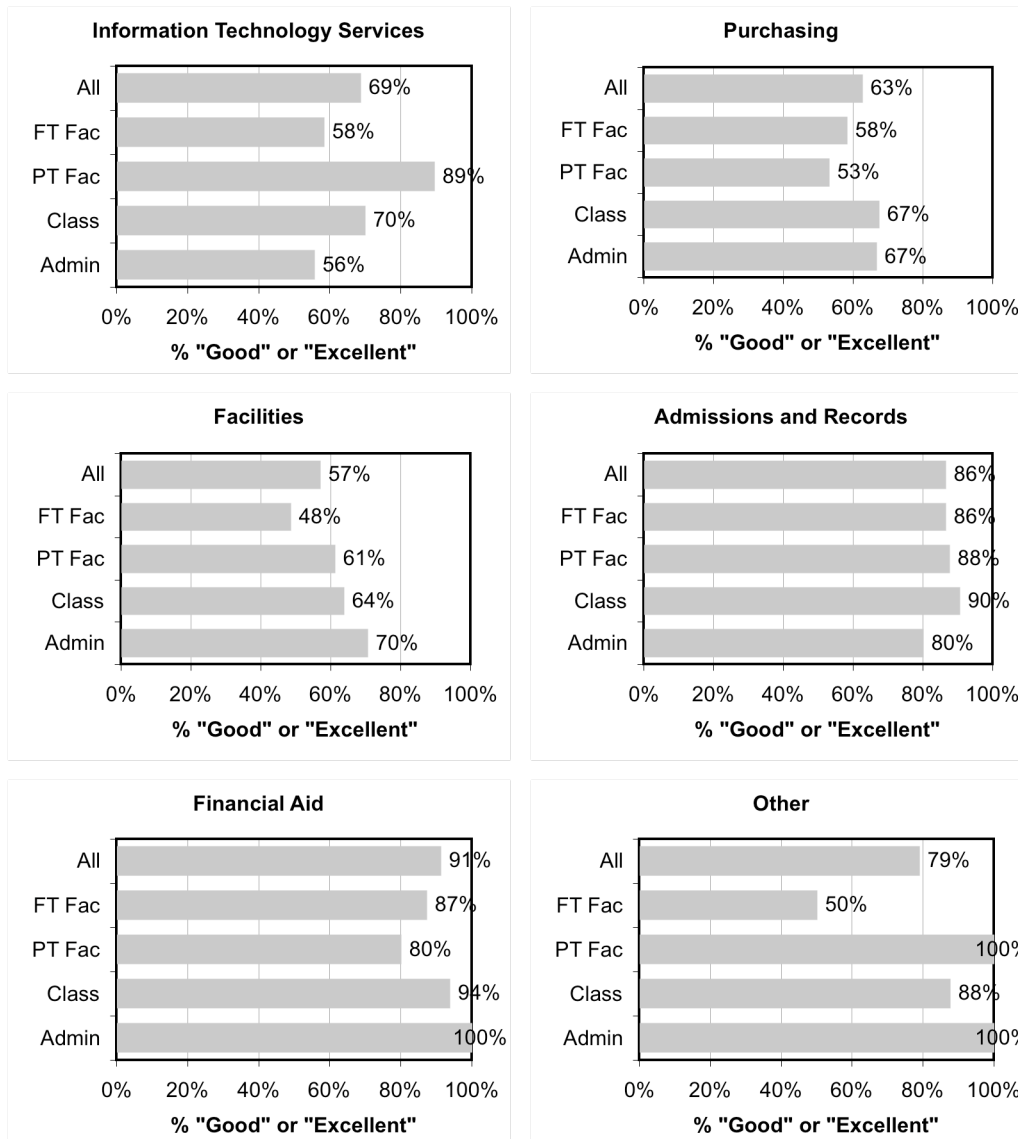 Information Technology Services
All
69%
FT Fac
58%
PT Fac
89%
Class
70%
Admin
56%
0% 20% 40% 60% 80% 100%
% "Good" or "Excellent"
Purchasing
All
63%
FT Fac
58%
PT Fac
53%
Class
67%
Admin
67%
0% 20% 40% 60% 80% 100%
% "Good" or "Excellent"
Facilities
All
57%
FT Fac
48%
PT Fac
61%
Class
64%
Admin
70%
0% 20% 40% 60% 80% 100%
% "Good" or "Excellent"
Admissions and Records
All
86%
FT Fac
86%
PT Fac
88%
Class
90%
Admin
80%
0% 20% 40% 60% 80% 100%
% "Good" or "Excellent"
Financial Aid
All
91%
FT Fac
87%
PT Fac
80%
Class
94%
Admin
100%
0% 20% 40% 60% 80% 100%
% "Good" or "Excellent"
Other
All
79%
FT Fac
50%
PT Fac
100%
Class
88%
Admin
100%
0% 20% 40% 60% 80% 100%
% "Good" or "Excellent"